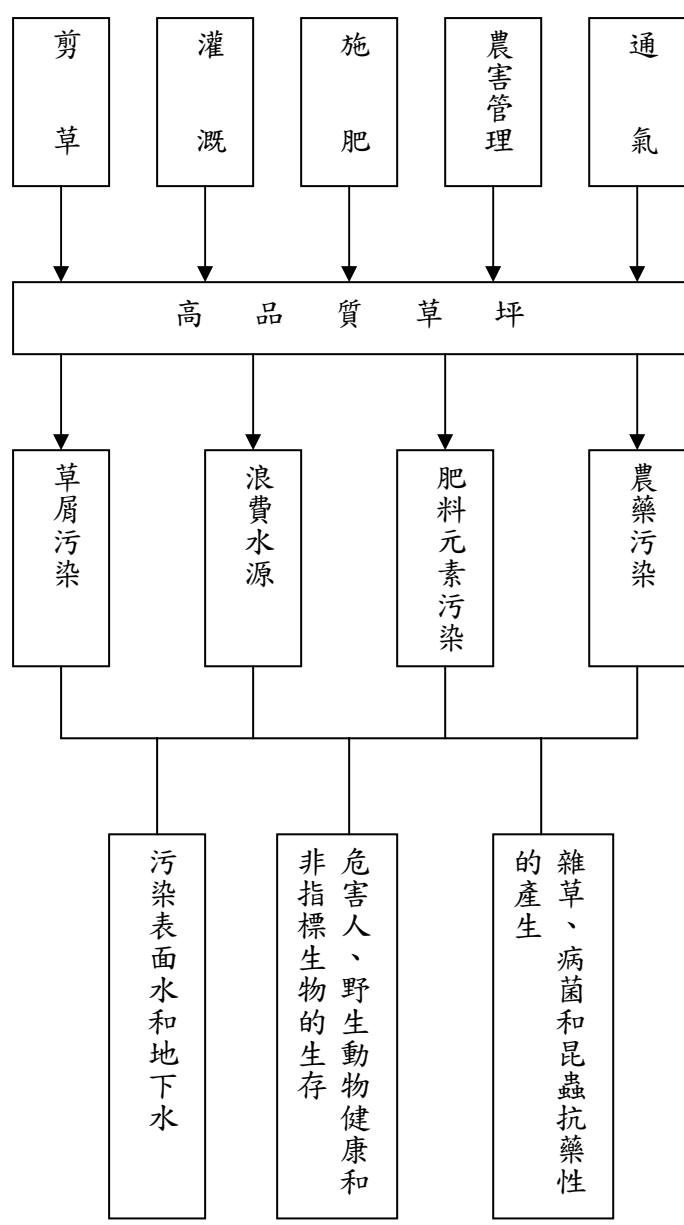 剪草
灌溉
施肥
農害管理
通氣
高品質草坪
草屑污染
浪費水源
肥料元素污染
農藥污染
污染表面水和地下水
危害人、野生動物健康和
非指標生物的生存
雜草、病菌和昆蟲抗藥性
的產生